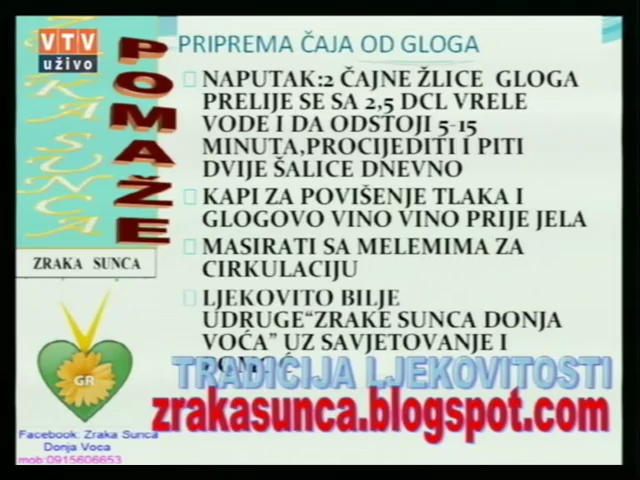 VTV
uživo
ZRAKA SUNCA
POMAŽE
ZRAKA SUNCA
GR
Facebook: Zraka Sunca
Donja Voca
mob:0915606653
PRIPREMA ČAJA OD GLOGA
NAPUTAK:2 ČAJNE ŽLICE GLOGA
PRELIJE SE SA 2,5 DCL VRELE
VODE I DA ODSTOJI 5-15
MINUTA,PROCIJEDITI I PITI
DVIJE ŠALICE DNEVNO
KAPI ZA POVIŠENJE TLAKA I
GLOGOVO VINO VINO PRIJE JELA
MASIRATI SA MELEMIMA ZA
CIRKULACIJU
LJEKOVITO BILJE
UDRUGE“ZRAKE SUNCA DONJA
VOĆA” UZ SAVJETOVANJE I
POMOĆ
TRADICIJA LJEKOVITOSTI
zrakasunca.blogspot.com